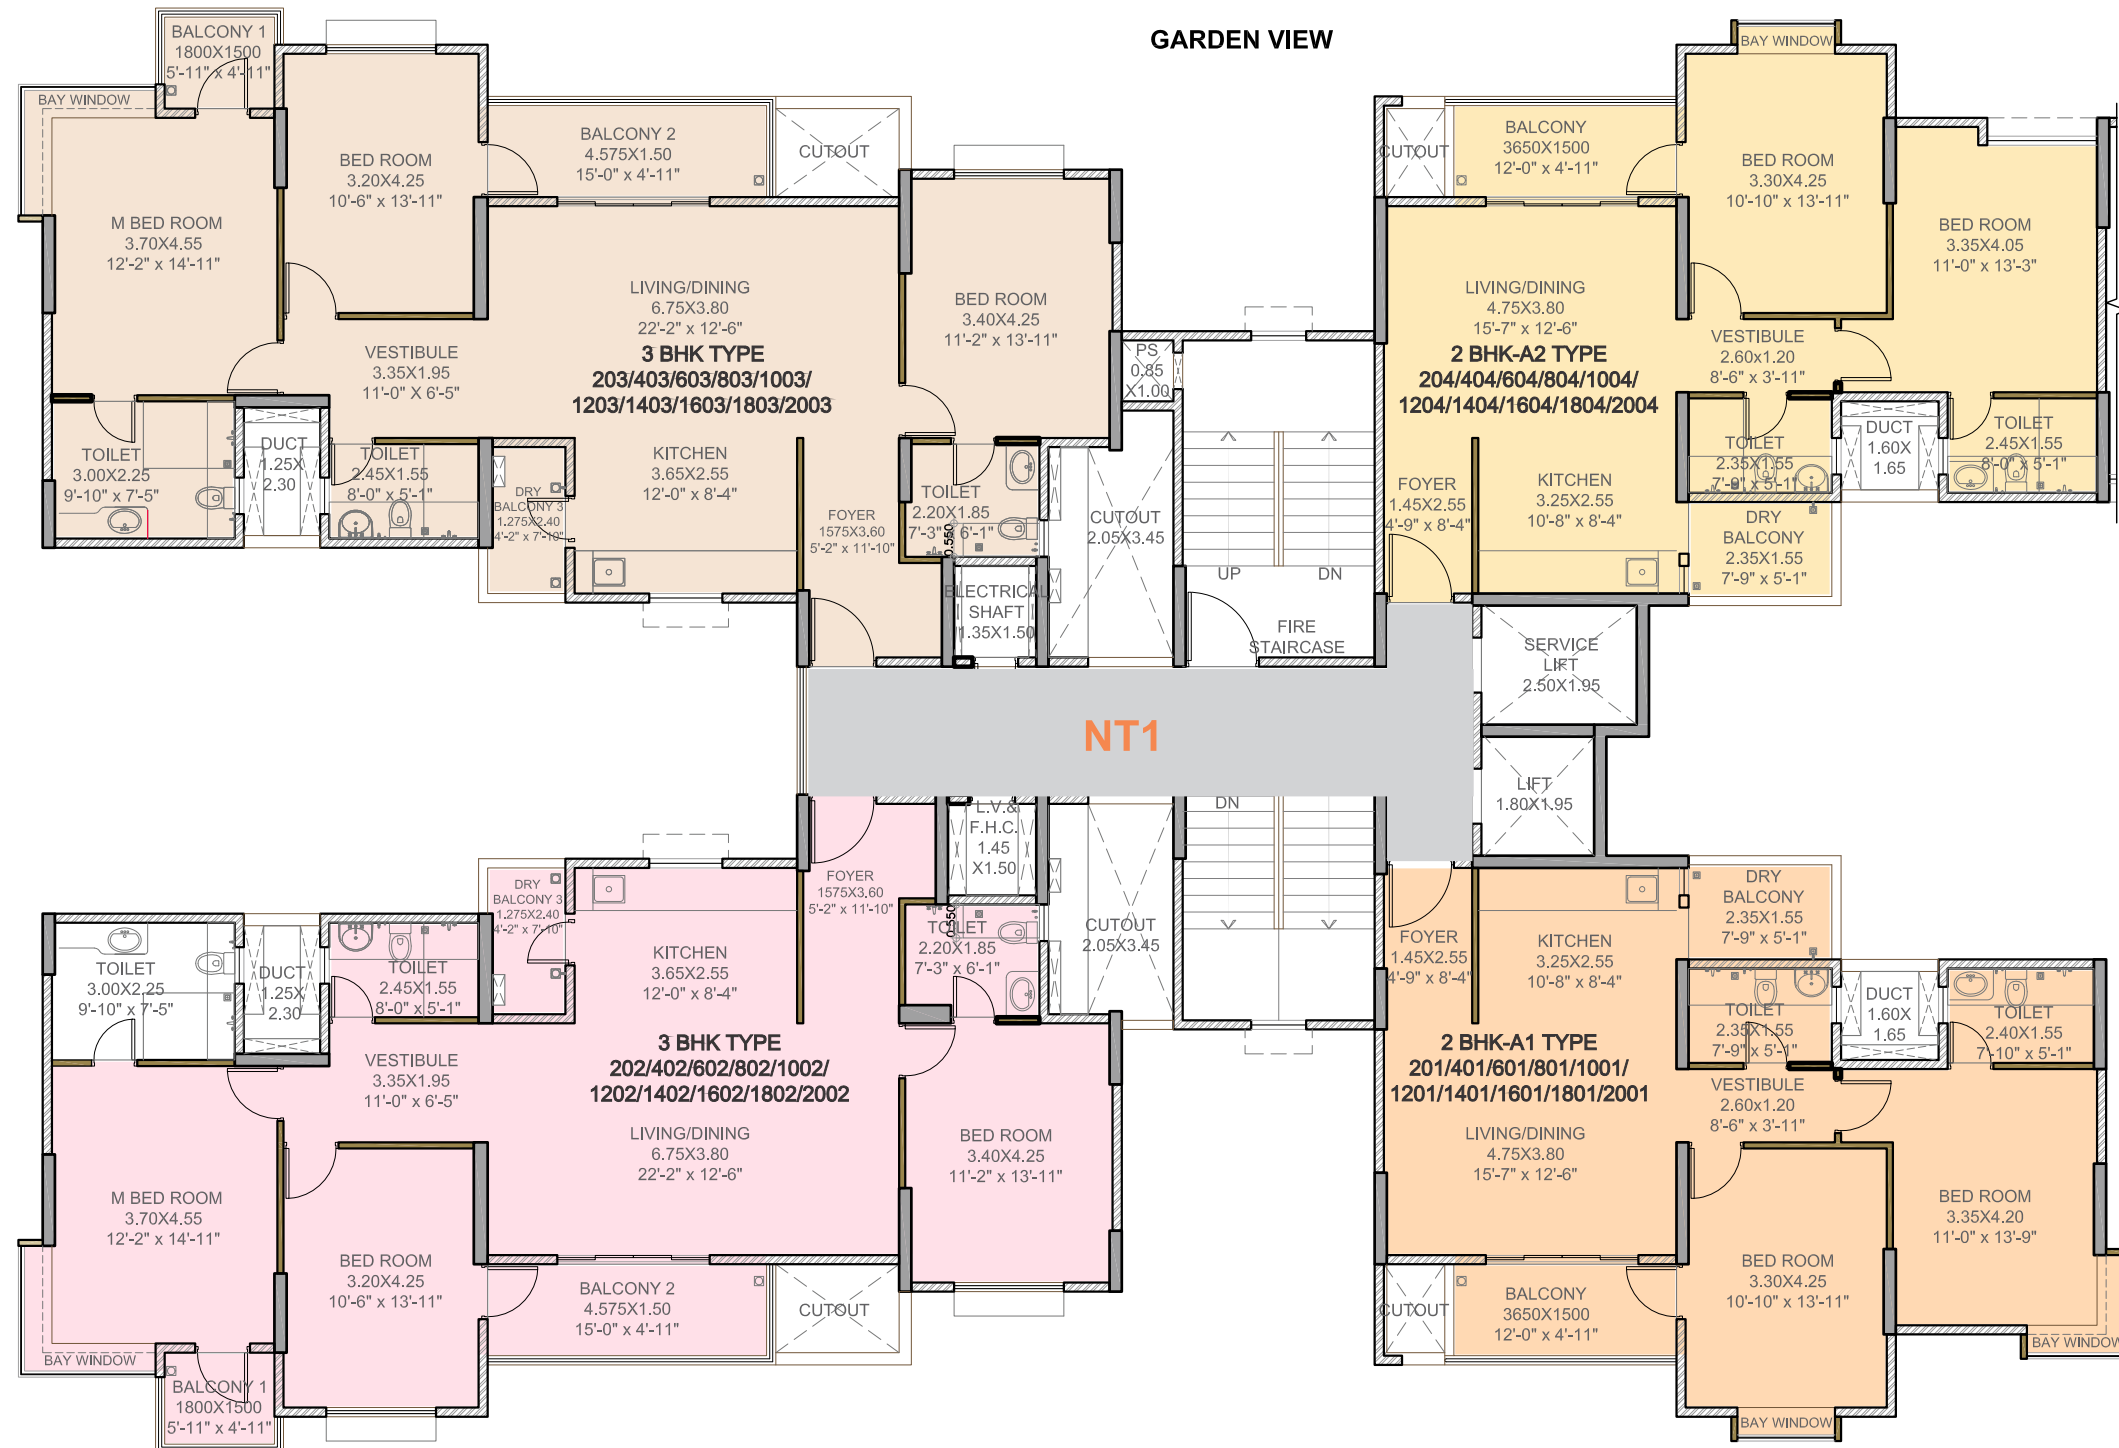 GARDEN VIEW
BALCONY 1
1800X1500
5'-11" x 4'-11"
BAY WINDOW
M BED ROOM
3.70X4.55
12'-2" x 14'-11"
BED ROOM
3.20X4.25
10'-6" x 13'-11"
BALCONY 2
4.575X1.50
15'-0" x 4'-11"
CUTOUT
LIVING/DINING
6.75X3.80
22'-2" x 12'-6"
3 BHK TYPE
203/403/603/803/1003/
1203/1403/1603/1803/2003
BED ROOM
3.40X4.25
11'-2" x 13'-11"
VESTIBULE
3.35X1.95
11'-0" X 6'-5"
TOILET
3.00X2.25
9'-10" x 7'-5"
DUCT
1.25X
2.30
TOILET
2.45X1.55
8'-0" x 5'-1"
DRY
BALCONY 3
1.275X2.40
4'-2" x 7'-10"
KITCHEN
3.65X2.55
12'-0" x 8'-4"
FOYER
1575X3.60
5'-2" x 11'-10"
TOILET
2.20X1.85
7'-3" x 6'-1"
0.550
ELECTRICAL
SHAFT
1.35X1.50
PS
0.85
X1.00
CUTOUT
2.05X3.45
UP
DN
FIRE
STAIRCASE
CUTOUT
BALCONY
3650X1500
12'-0" x 4'-11"
BAY WINDOW
BED ROOM
3.30X4.25
10'-10" x 13'-11"
BED ROOM
3.35X4.05
11'-0" x 13'-3"
LIVING/DINING
4.75X3.80
15'-7" x 12'-6"
2 BHK-A2 TYPE
204/404/604/804/1004/
1204/1404/1604/1804/2004
VESTIBULE
2.60x1.20
8'-6" x 3'-11"
TOILET
2.35X1.55
7'-9" x 5'-1"
DUCT
1.60X
1.65
TOILET
2.45X1.55
8'-0" x 5'-1"
FOYER
1.45X2.55
4'-9" x 8'-4"
KITCHEN
3.25X2.55
10'-8" x 8'-4"
DRY
BALCONY
2.35X1.55
7'-9" x 5'-1"
SERVICE
LIFT
2.50X1.95
NT1
LIFT
1.80X1.95
L.V.&
F.H.C.
1.45
X1.50
DN
FOYER
1575X3.60
5'-2" x 11'-10"
DRY
BALCONY 3
1.275X2.40
4'-2" x 7'-10"
KITCHEN
3.65X2.55
12'-0" x 8'-4"
0.550
TOILET
2.20X1.85
7'-3" x 6'-1"
CUTOUT
2.05X3.45
TOILET
3.00X2.25
9'-10" x 7'-5"
DUCT
1.25X
2.30
TOILET
2.45X1.55
8'-0" x 5'-1"
VESTIBULE
3.35X1.95
11'-0" x 6'-5"
3 BHK TYPE
202/402/602/802/1002/
1202/1402/1602/1802/2002
LIVING/DINING
6.75X3.80
22'-2" x 12'-6"
BED ROOM
3.40X4.25
11'-2" x 13'-11"
M BED ROOM
3.70X4.55
12'-2" x 14'-11"
BED ROOM
3.20X4.25
10'-6" x 13'-11"
BALCONY 2
4.575X1.50
15'-0" x 4'-11"
CUTOUT
BAY WINDOW
BALCONY 1
1800X1500
5'-11" x 4'-11"
FOYER
1.45X2.55
4'-9" x 8'-4"
KITCHEN
3.25X2.55
10'-8" x 8'-4"
DRY
BALCONY
2.35X1.55
7'-9" x 5'-1"
TOILET
2.35X1.55
7'-9" x 5'-1"
DUCT
1.60X
1.65
TOILET
2.40X1.55
7'-10" x 5'-1"
2 BHK-A1 TYPE
201/401/601/801/1001/
1201/1401/1601/1801/2001
VESTIBULE
2.60x1.20
8'-6" x 3'-11"
LIVING/DINING
4.75X3.80
15'-7" x 12'-6"
BED ROOM
3.35X4.20
11'-0" x 13'-9"
BED ROOM
3.30X4.25
10'-10" x 13'-11"
CUTOUT
BALCONY
3650X1500
12'-0" x 4'-11"
BAY WINDOW
BAY WINDOW